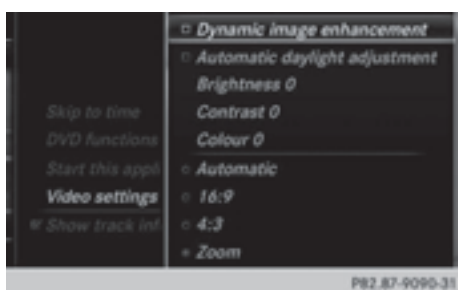 Dynamic image enhancement
Automatic daylight adjustment
Brightness 0
Contrast 0
Colour 0
Automatic
16:9
4:3
Zoom
Skip to time
DVD functions
Start this appli
Video settings
Show track inf
P82.87-9090-31